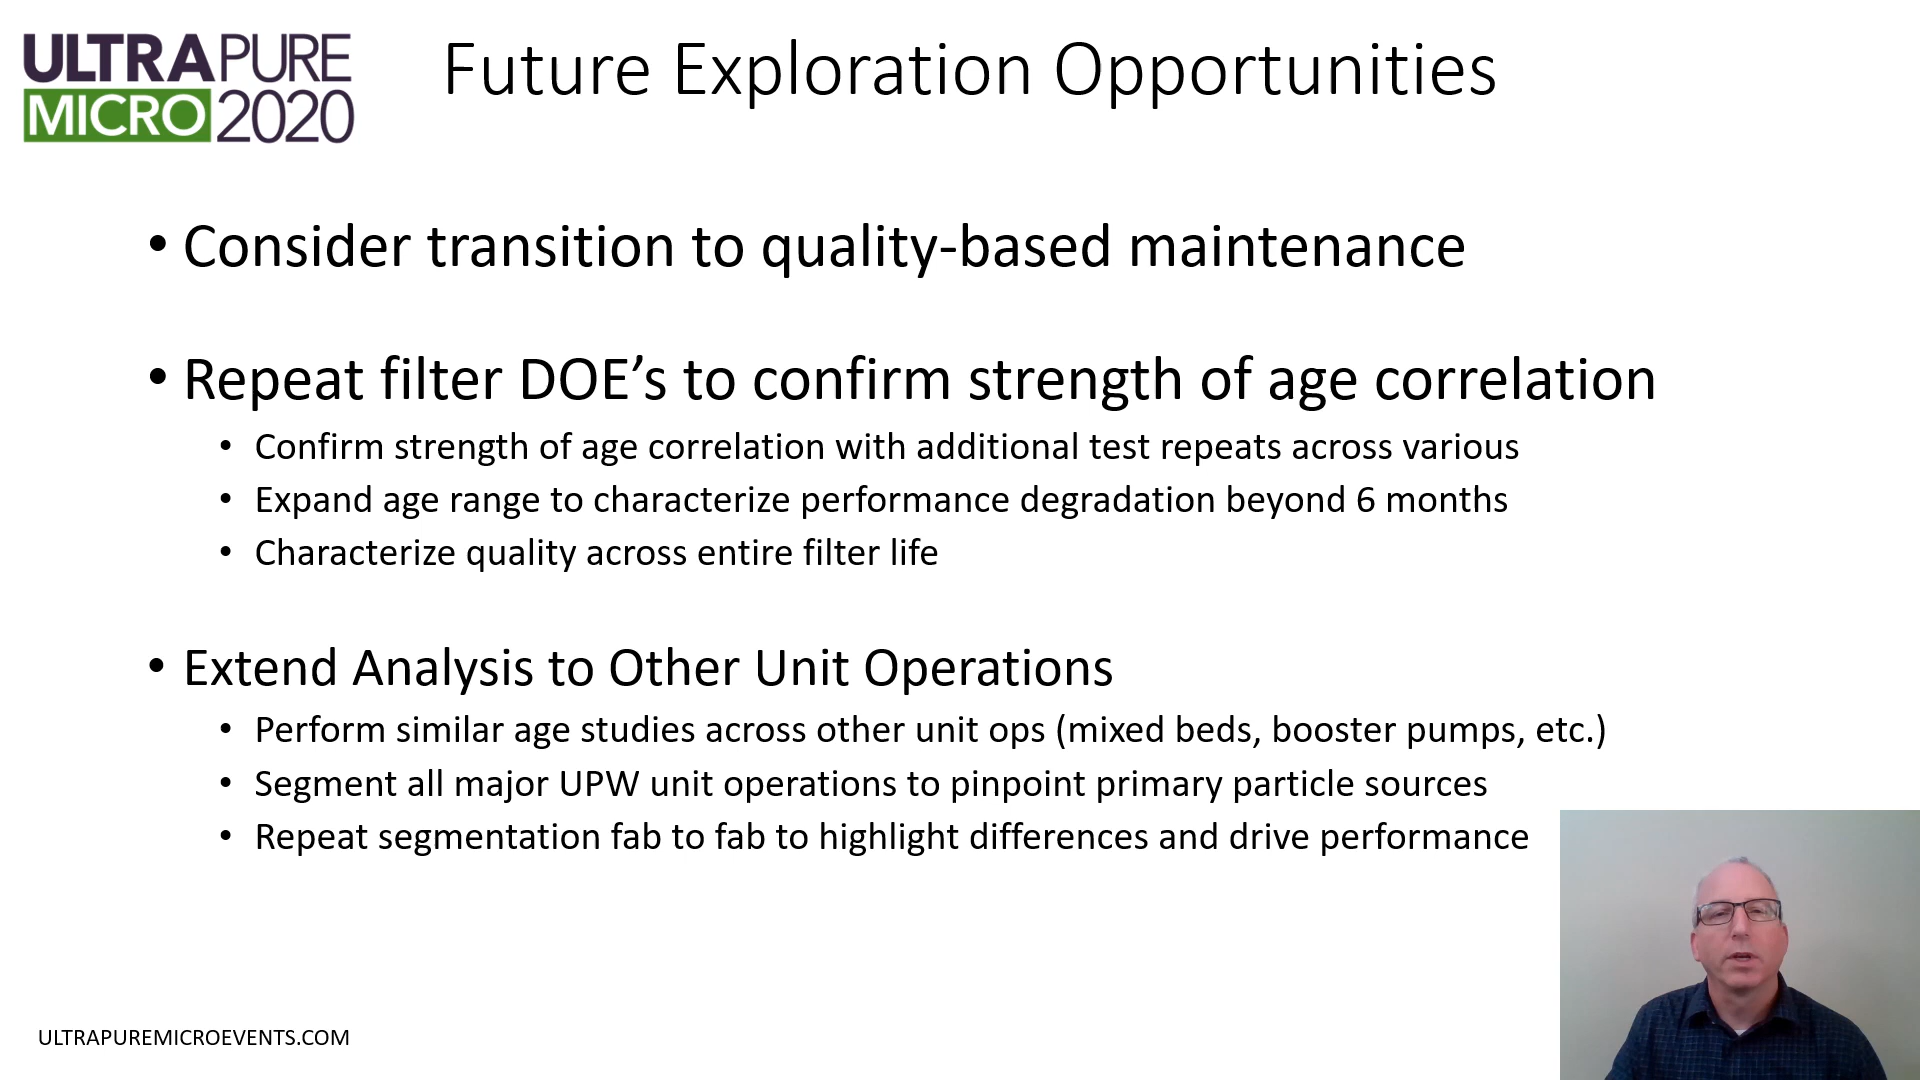 ULTRAPURE
MICRO 2020
Future Exploration Opportunities
• Consider transition to quality-based maintenance
• Repeat filter DOE’s to confirm strength of age correlation
• Confirm strength of age correlation with additional test repeats across various
• Expand age range to characterize performance degradation beyond 6 months
• Characterize quality across entire filter life
• Extend Analysis to Other Unit Operations
• Perform similar age studies across other unit ops (mixed beds, booster pumps, etc.)
• Segment all major UPW unit operations to pinpoint primary particle sources
• Repeat segmentation fab to fab to highlight differences and drive performance
ULTRAPUREMICROEVENTS.COM